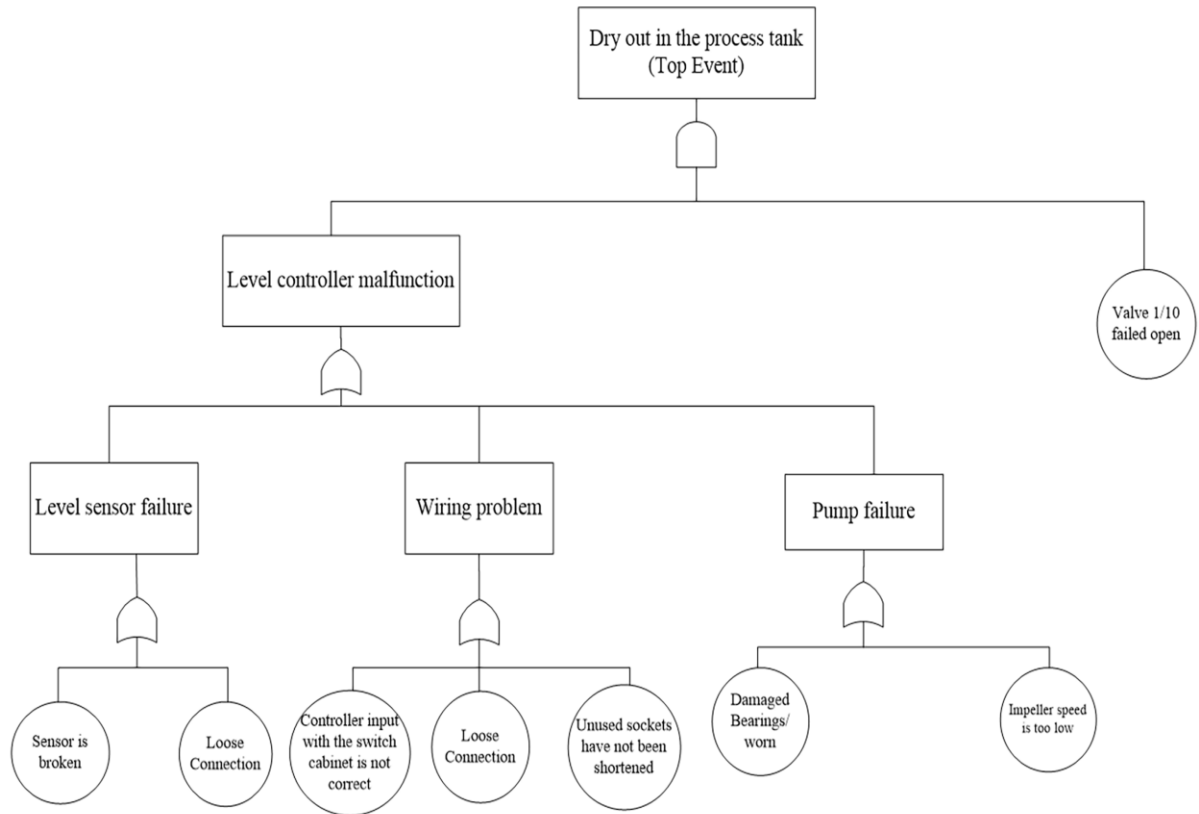 Dry out in the process tank
(Top Event)
Level controller malfunction
Valve 1/10
failed open
Level sensor failure
Wiring problem
Pump failure
Sensor is
broken
Loose
Connection
Controller input
with the switch
cabinet is not
correct
Loose
Connection
Unused sockets
have not been
shortened
Damaged
Bearings/
worn
Impeller speed
is too low